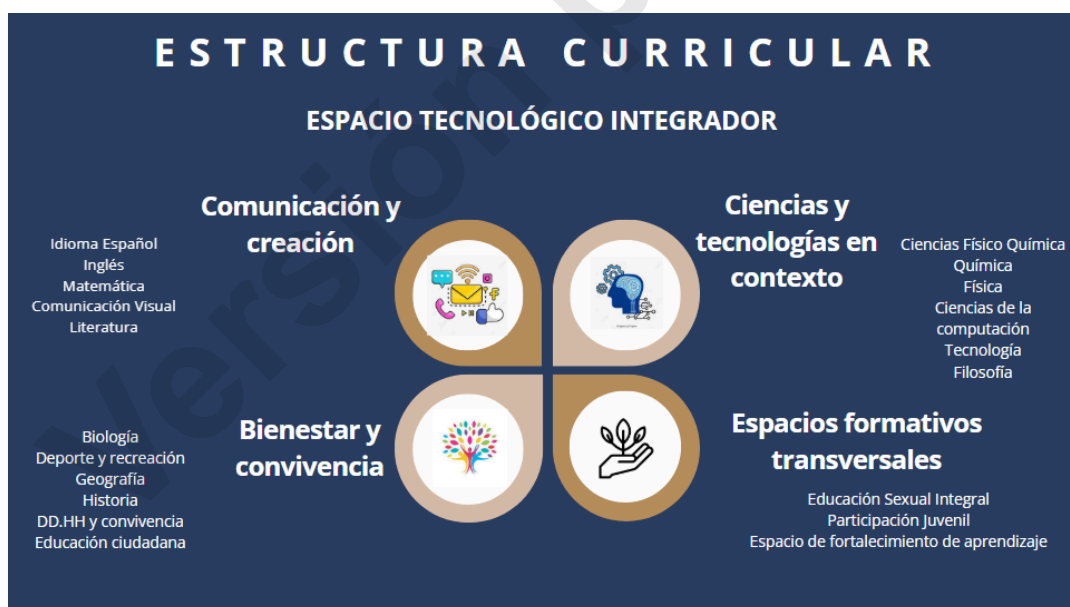 ESTRUCTURA CURRICULAR
ESPACIO TECNOLÓGICO INTEGRADOR
Comunicación y
creación
Idioma Español
Inglés
Matemática
Comunicación Visual
Literatura
Ciencias y
tecnologías en
contexto
Ciencias Físico Química
Química
Física
Ciencias de la
computación
Tecnología
Filosofía
Bienestar y
convivencia
Biología
Deporte y recreación
Geografía
Historia
DD.HH y convivencia
Educación ciudadana
Espacios formativos
transversales
Educación Sexual Integral
Participación Juvenil
Espacio de fortalecimiento de aprendizaje
Versión